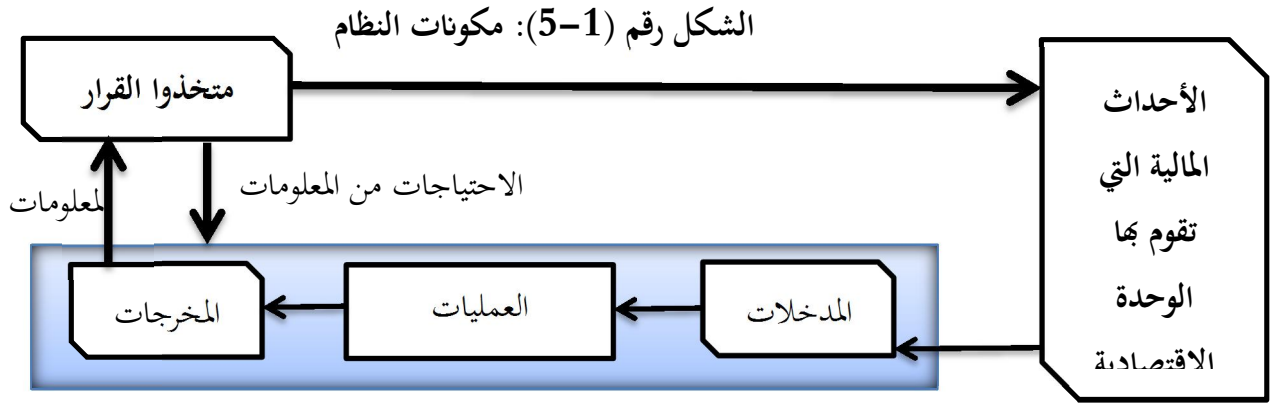 الشكل رقم (1-5): مكونات النظام
متخذوا القرار
الأحداث
المالية التي
تقوم بها
الوحدة
الاقتصادية
الاحتياجات من المعلومات
لمعلومات
المدخلات
العمليات
المخرجات